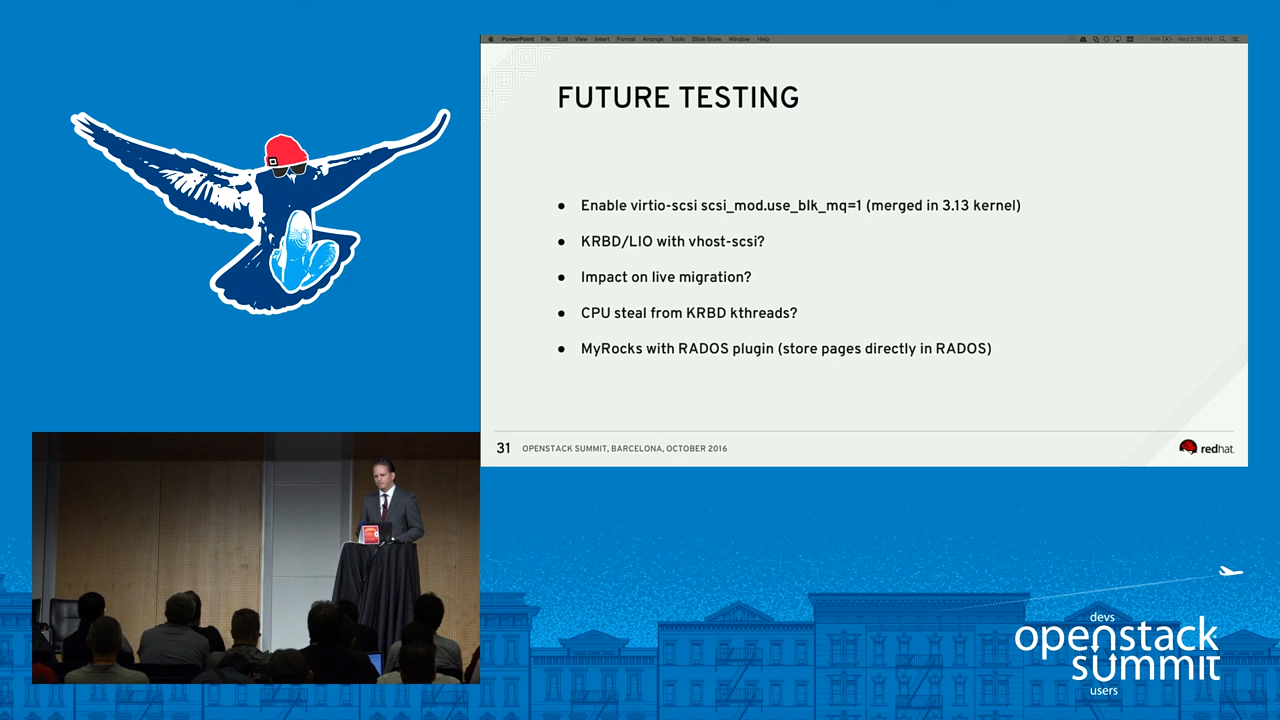 PowerPoint File Edit View Insert Format Arrange Tools Slide Show Window Help
FUTURE TESTING
● Enable virtio-scsi scsi_mod.use_blk_mq=1 (merged in 3.13 kernel)
● KRBD/LIO with vhost-scsi?
● Impact on live migration?
● CPU steal from KRBD kthreads?
● MyRocks with RADOS plugin (store pages directly in RADOS)
31 OPENSTACK SUMMIT, BARCELONA, OCTOBER 2016
redhat.
devs
openstack
summit
users